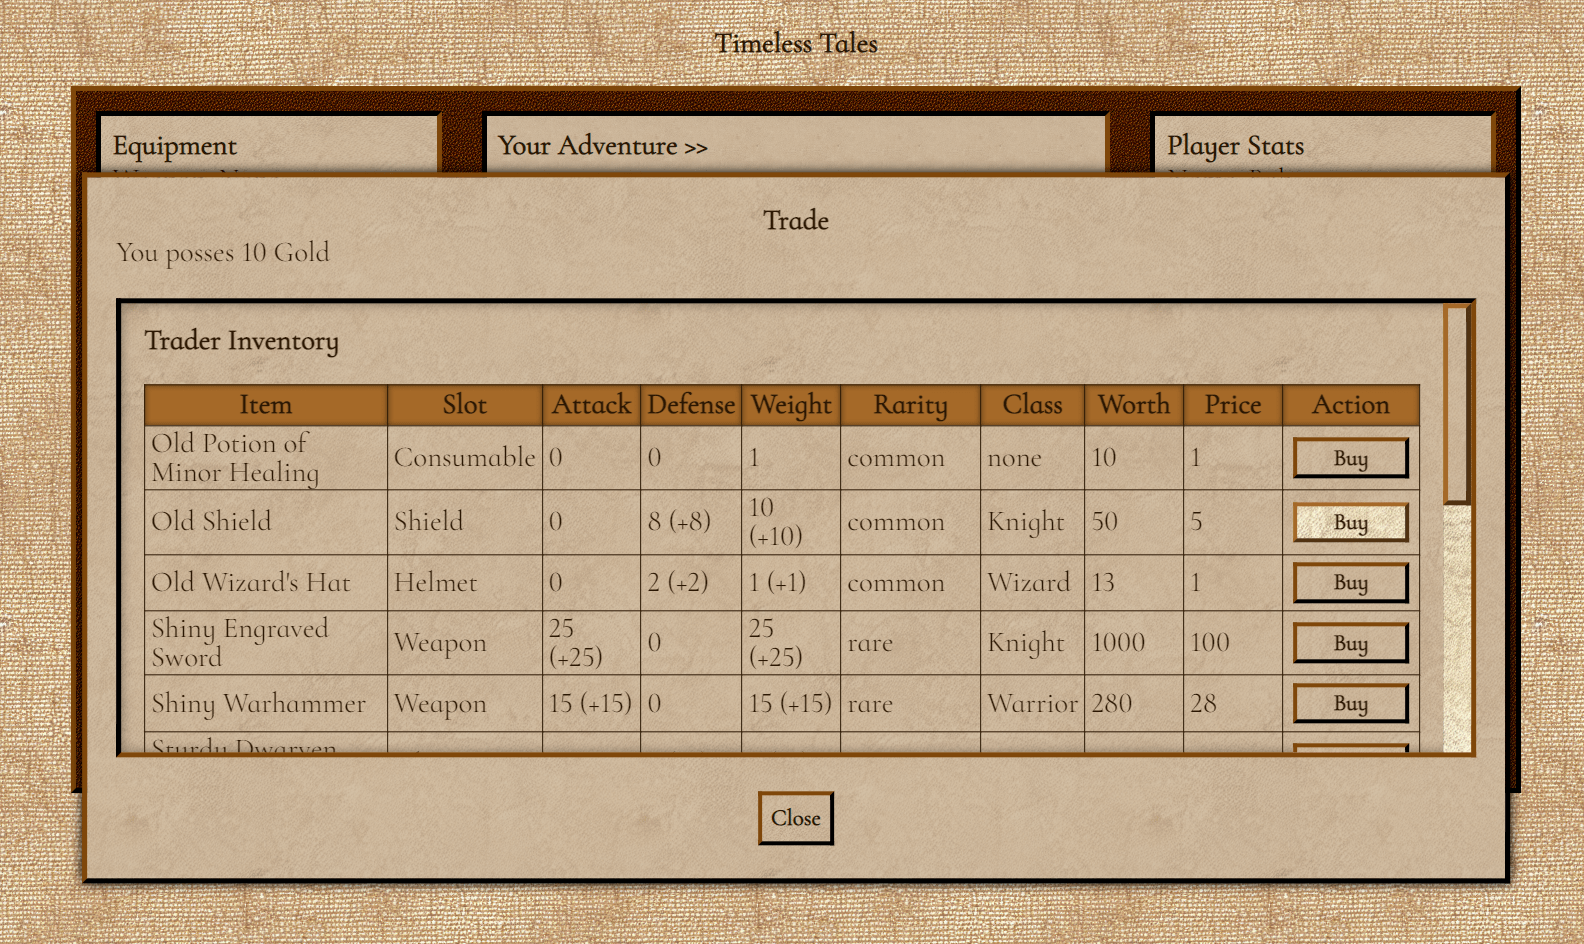 Timeless Tales
Equipment
Your Adventure >>
Player Stats
Trade
You posses 10 Gold
Trader Inventory
Item Slot Attack Defense Weight Rarity Class Worth Price Action
Old Potion of
Minor Healing
Consumable 0 0 1 common none 10 1 Buy
Old Shield Shield 0 8 (+8) 10
(+10)
common Knight 50 5 Buy
Old Wizard's Hat Helmet 0 2 (+2) 1 (+1) common Wizard 13 1 Buy
Shiny Engraved
Sword
Weapon 25
(+25)
0 25
(+25)
rare Knight 1000 100 Buy
Shiny Warhammer Weapon 15 (+15) 0 15 (+15) rare Warrior 280 28 Buy
Sturdy Dwarven
Close